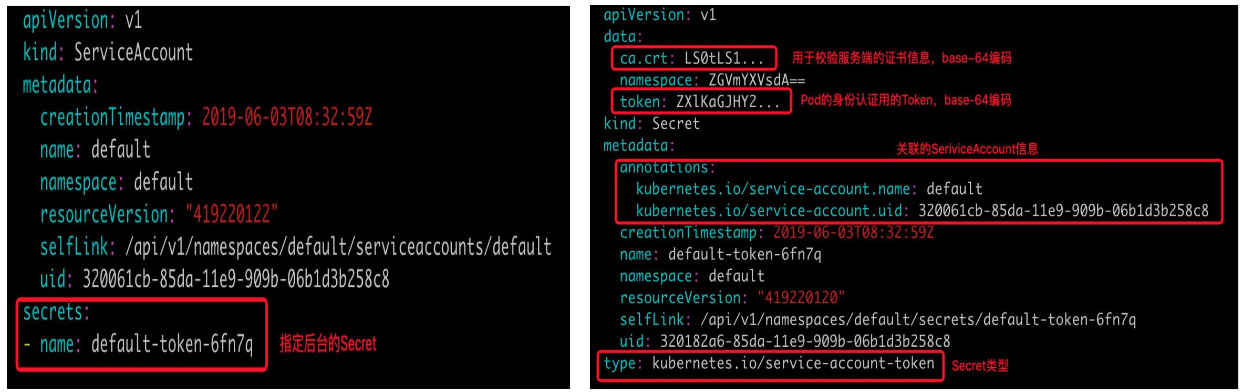 apiVersion: v1
kind: ServiceAccount
metadata:
  creationTimestamp: 2019-06-03T08:32:59Z
  name: default
  namespace: default
  resourceVersion: "419220122"
  selfLink: /api/v1/namespaces/default/serviceaccounts/default
  uid: 320061cb-85da-11e9-909b-06b1d3b258c8
secrets:
- name: default-token-6fn7q 指定后台的Secret
apiVersion: v1
data:
  ca.crt: LS0tLS1... 用于校验服务端的证书信息，base-64编码
  namespace: ZGVmYXVsdA==
  token: ZXlKaGJHY2... Pod的身份认证用的Token，base-64编码
kind: Secret
metadata: 关联的SeriviceAccount信息
  annotations:
    kubernetes.io/service-account.name: default
    kubernetes.io/service-account.uid: 320061cb-85da-11e9-909b-06b1d3b258c8
  creationTimestamp: 2019-06-03T08:32:59Z
  name: default-token-6fn7q
  namespace: default
  resourceVersion: "419220120"
  selfLink: /api/v1/namespaces/default/secrets/default-token-6fn7q
  uid: 320182a6-85da-11e9-909b-06b1d3b258c8
type: kubernetes.io/service-account-token Secret类型